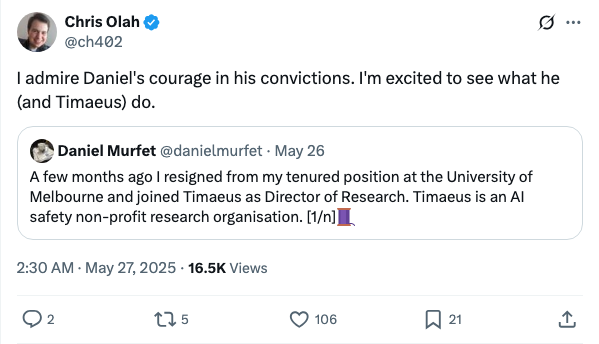 Chris Olah
@ch402
I admire Daniel's courage in his convictions. I'm excited to see what he
(and Timaeus) do.
Daniel Murfet @danielmurfet · May 26
A few months ago I resigned from my tenured position at the University of
Melbourne and joined Timaeus as Director of Research. Timaeus is an AI
safety non-profit research organisation. [1/n]🧵
2:30 AM · May 27, 2025 · 16.5K Views
2 5 106 21